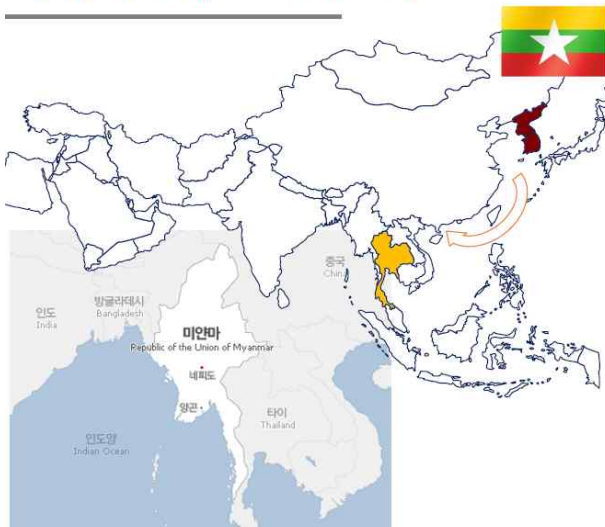 중국
China
인도
India
방글라데시
Bangladesh
미얀마
Republic of the Union of Myanmar
네피도
양곤
타이
Thailand
인도양
Indian Ocean